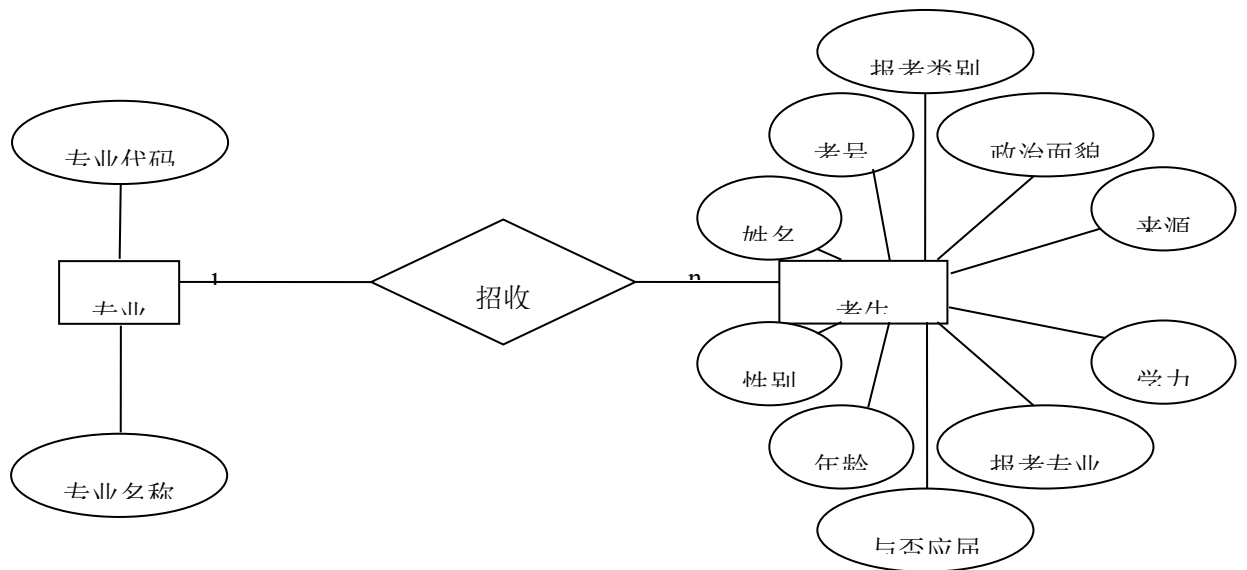 报考类别
考号
政治面貌
专业代码
姓名
来源
专业
1
招收
n
考生
性别
学力
年龄
报考专业
专业名称
与否应届